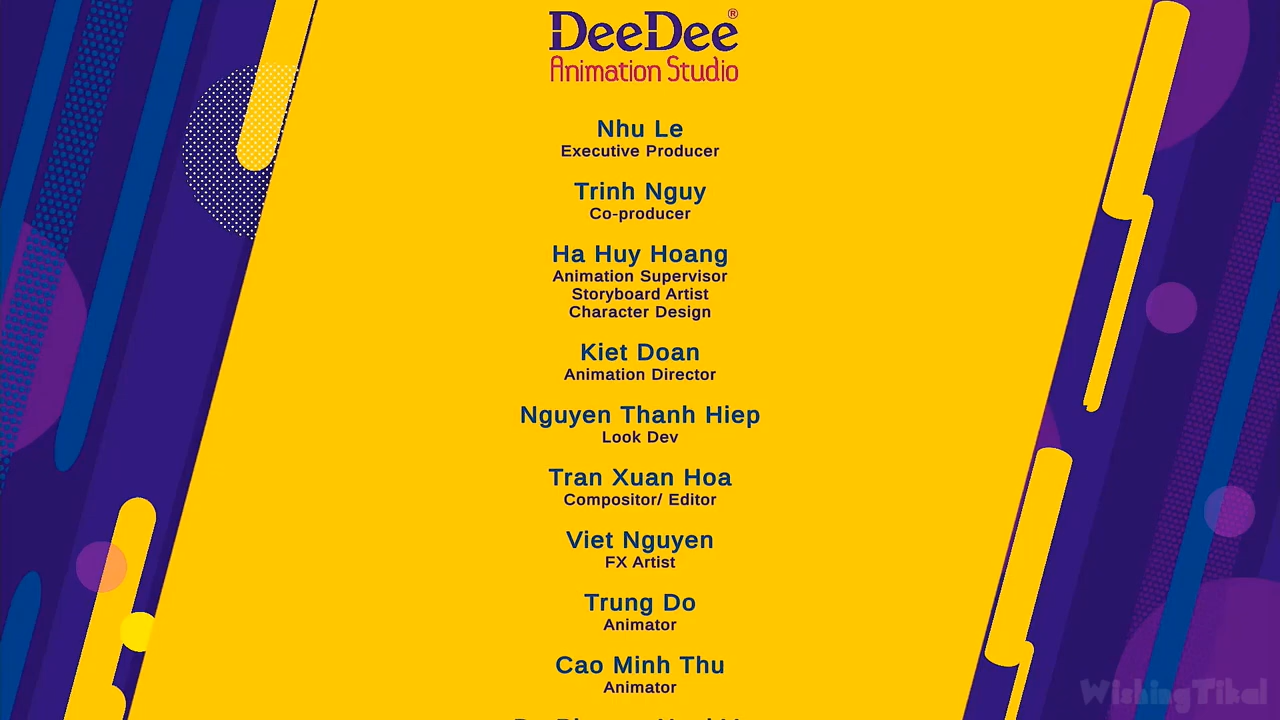 DeeDee®
Animation Studio
Nhu Le
Executive Producer
Trinh Nguy
Co-producer
Ha Huy Hoang
Animation Supervisor
Storyboard Artist
Character Design
Kiet Doan
Animation Director
Nguyen Thanh Hiep
Look Dev
Tran Xuan Hoa
Compositor/ Editor
Viet Nguyen
FX Artist
Trung Do
Animator
Cao Minh Thu
Animator
WishingTikal